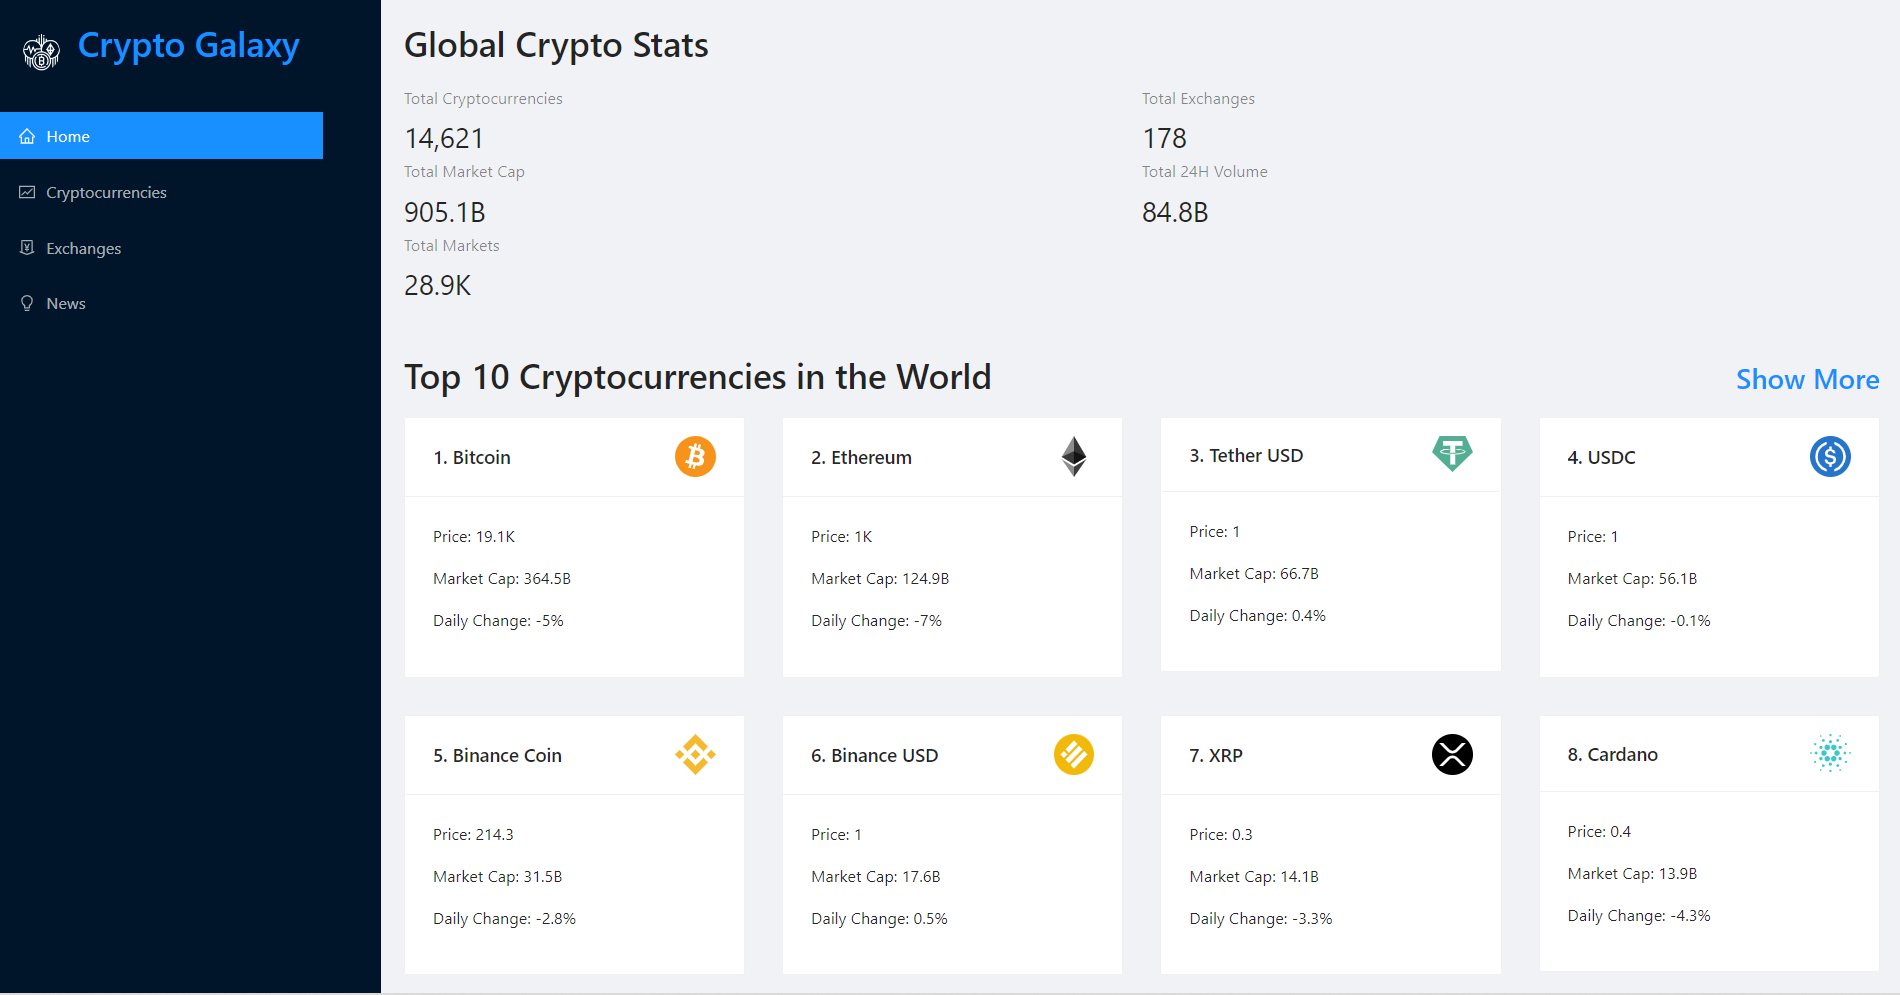 Crypto Galaxy
Home
Cryptocurrencies
Exchanges
News
Global Crypto Stats
Total Cryptocurrencies
14,621
Total Exchanges
178
Total Market Cap
905.1B
Total 24H Volume
84.8B
Total Markets
28.9K
Top 10 Cryptocurrencies in the World
Show More
1. Bitcoin
Price: 19.1K
Market Cap: 364.5B
Daily Change: -5%
2. Ethereum
Price: 1K
Market Cap: 124.9B
Daily Change: -7%
3. Tether USD
Price: 1
Market Cap: 66.7B
Daily Change: 0.4%
4. USDC
Price: 1
Market Cap: 56.1B
Daily Change: -0.1%
5. Binance Coin
Price: 214.3
Market Cap: 31.5B
Daily Change: -2.8%
6. Binance USD
Price: 1
Market Cap: 17.6B
Daily Change: 0.5%
7. XRP
Price: 0.3
Market Cap: 14.1B
Daily Change: -3.3%
8. Cardano
Price: 0.4
Market Cap: 13.9B
Daily Change: -4.3%